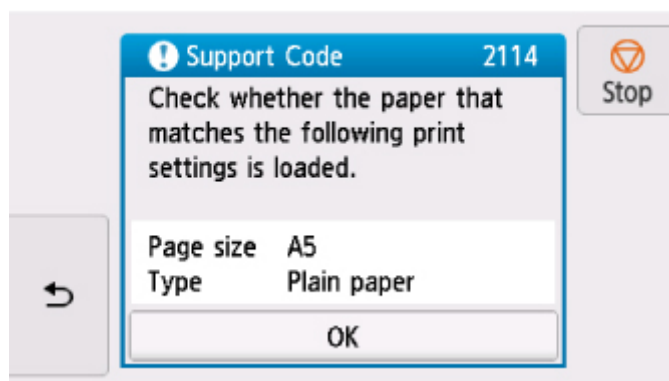 Support Code 2114
Stop
Check whether the paper that
matches the following print
settings is loaded.
Page size A5
Type Plain paper
OK